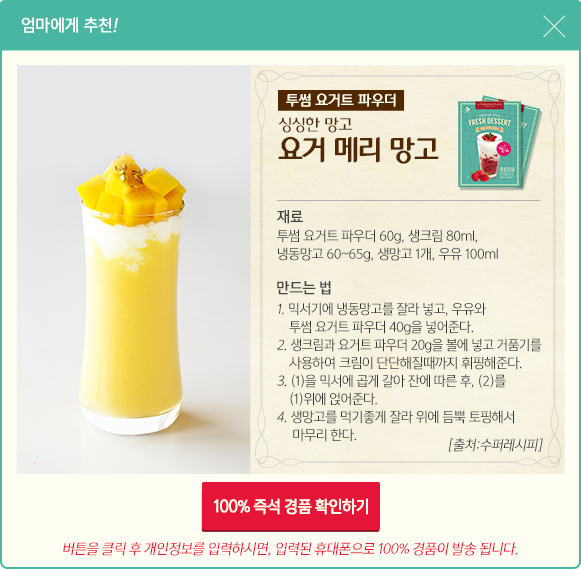 엄마에게 추천!
투썸 요거트 파우더
싱싱한 망고
요거 메리 망고
FRESH DESSERT
재료
투썸 요거트 파우더 60g, 생크림 80ml,
냉동망고 60~65g, 생망고 1개, 우유 100ml
만드는 법
1. 믹서기에 냉동망고를 잘라 넣고, 우유와
투썸 요거트 파우더 40g을 넣어준다.
2. 생크림과 요거트 파우더 20g을 볼에 넣고 거품기를
사용하여 크림이 단단해질때까지 휘핑해준다.
3. (1)을 믹서에 곱게 갈아 잔에 따른 후, (2)를
(1)위에 얹어준다.
4. 생망고를 먹기좋게 잘라 위에 듬뿍 토핑해서
마무리 한다.
[출처:수퍼레시피]
100% 즉석 경품 확인하기
버튼을 클릭 후 개인정보를 입력하시면, 입력된 휴대폰으로 100% 경품이 발송 됩니다.